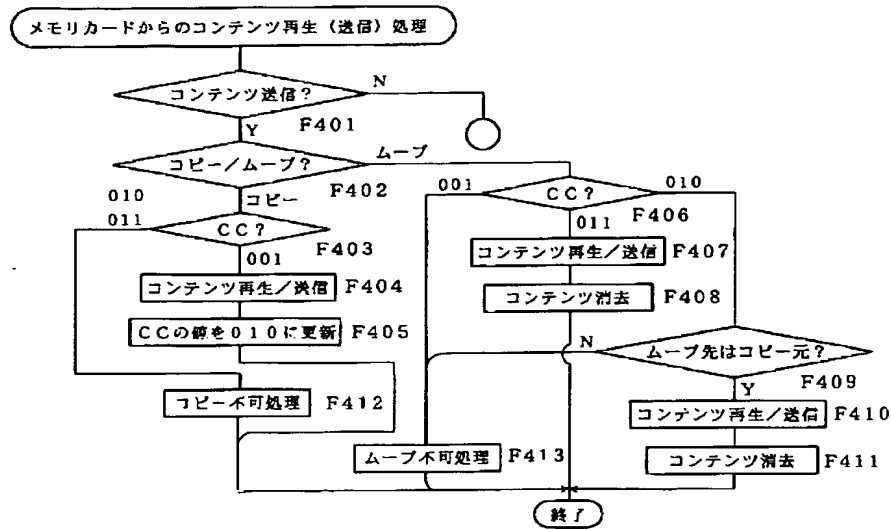 メモリカードからのコンテンツ再生（送信）処理
コンテンツ送信？
N
Y
F401
コピー／ムーブ？
ムーブ
F402
コピー
010
011
CC？
F403
001
コンテンツ再生／送信
F404
CCの値を010に更新
F405
コピー不可処理
F412
001
CC？
010
F406
011
コンテンツ再生／送信
F407
コンテンツ消去
F408
N
ムーブ先はコピー元？
F409
Y
コンテンツ再生／送信
F410
ムーブ不可処理
F413
コンテンツ消去
F411
終了